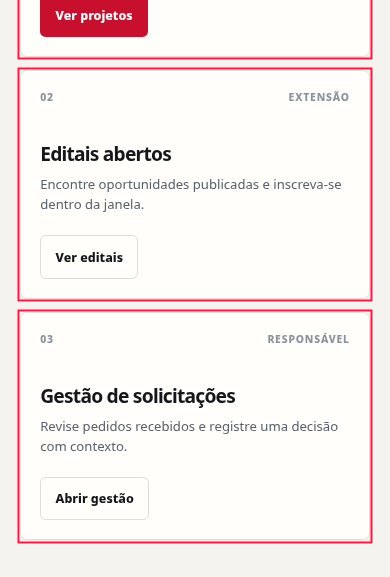 Ver projetos
02
EXTENSÃO
Editais abertos
Encontre oportunidades publicadas e inscreva-se
dentro da janela.
Ver editais
03
RESPONSÁVEL
Gestão de solicitações
Revise pedidos recebidos e registre uma decisão
com contexto.
Abrir gestão